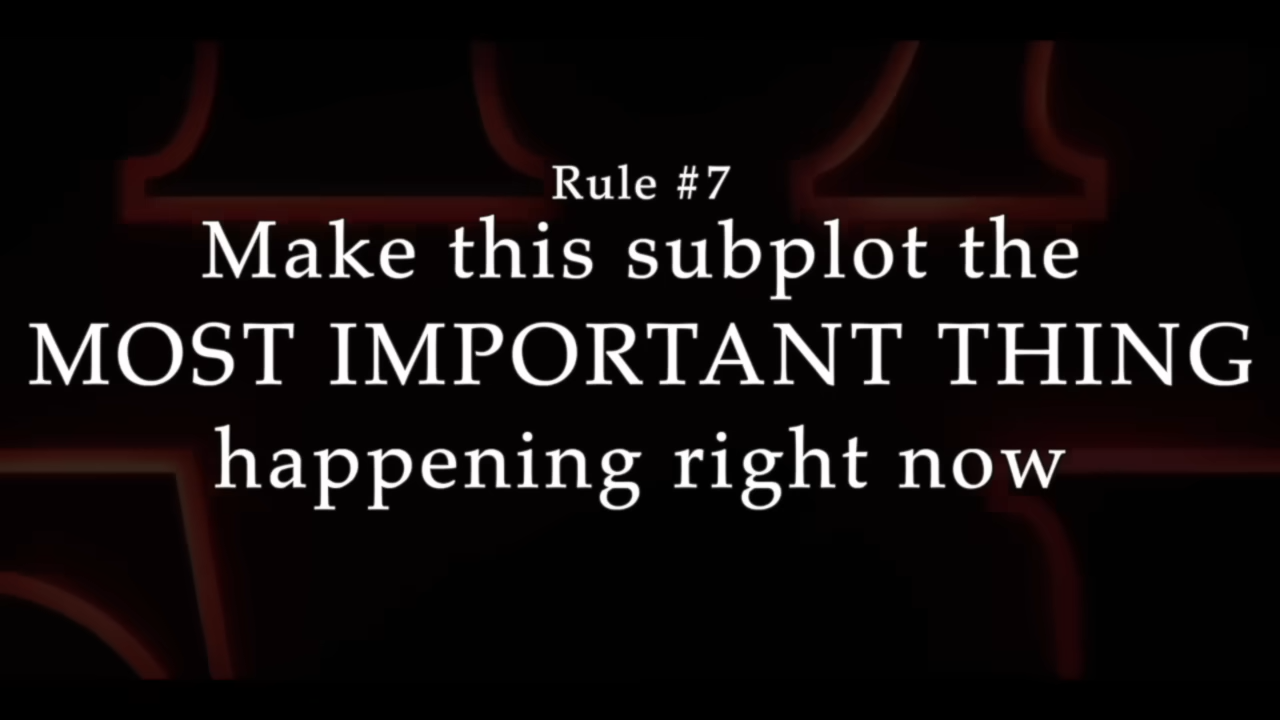 Rule #7
Make this subplot the
MOST IMPORTANT THING
happening right now